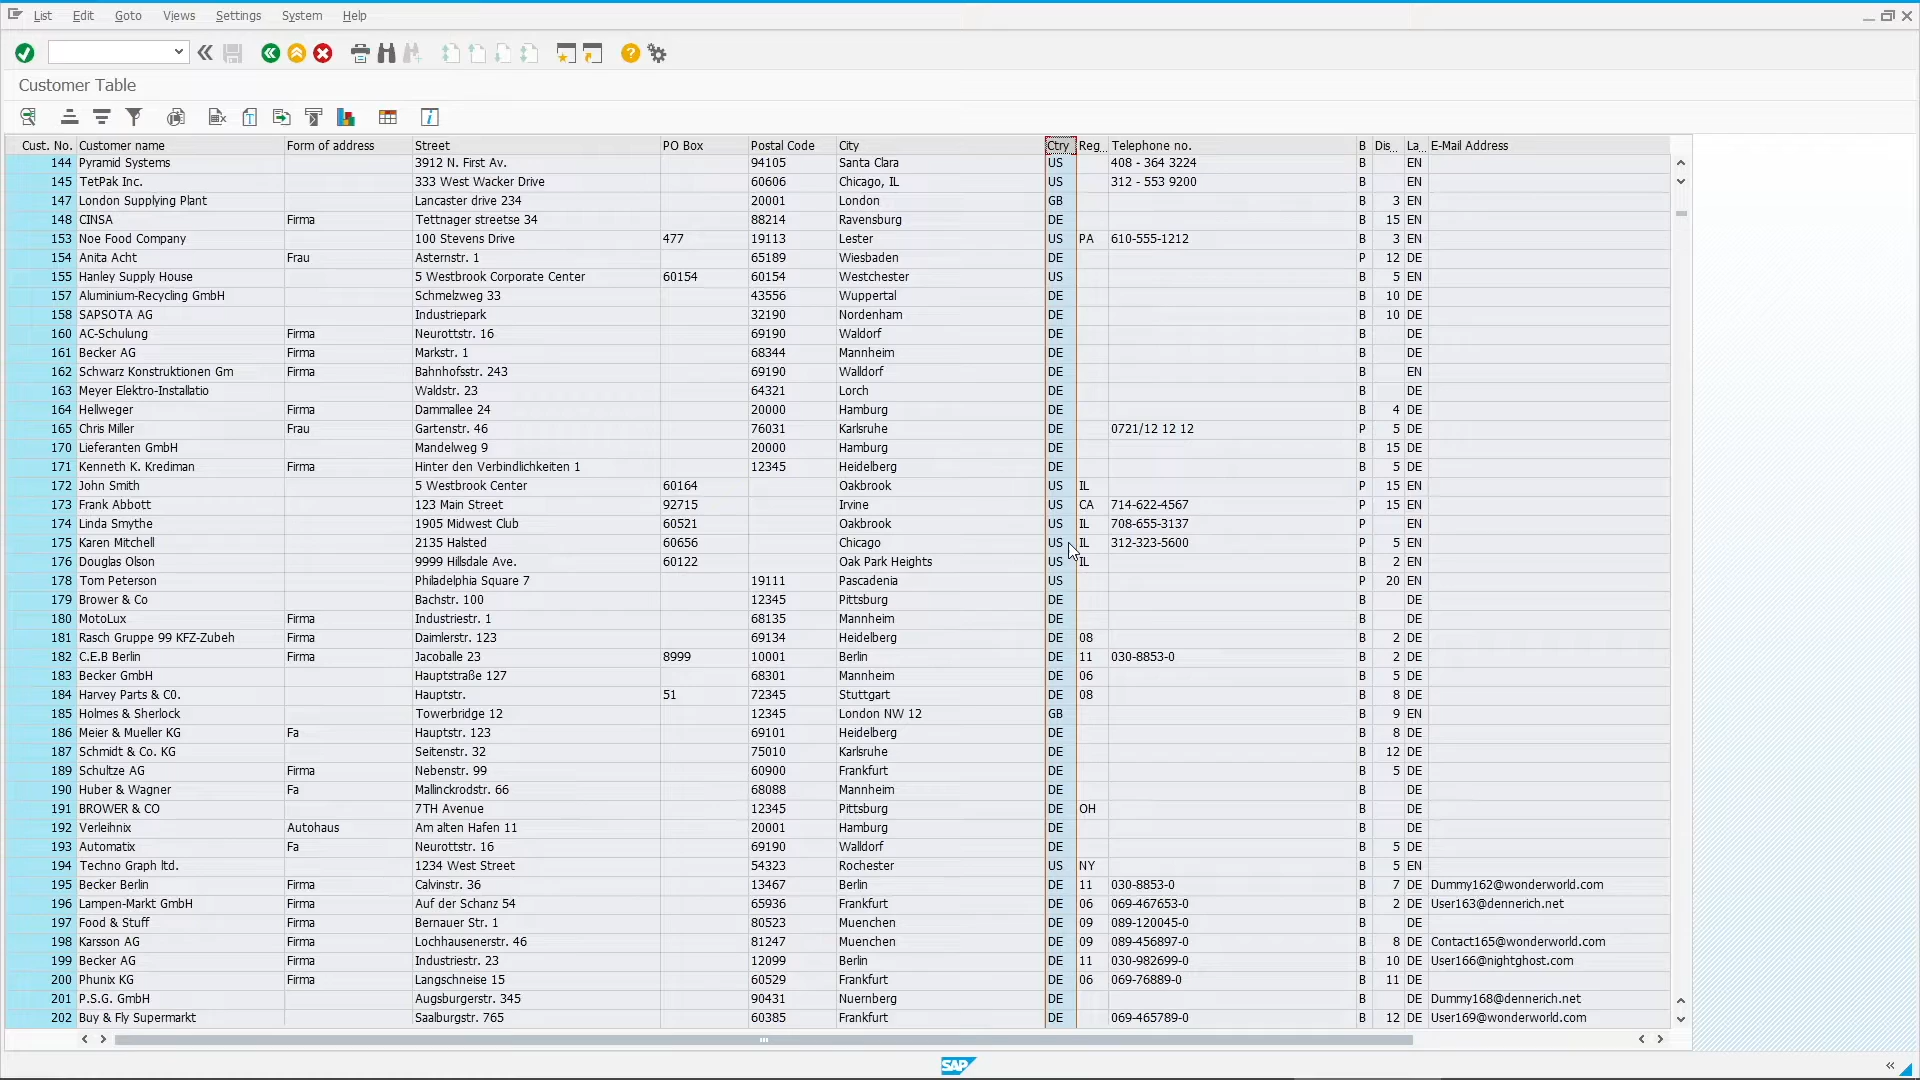 List Edit Goto Views Settings System Help
Customer Table
Cust. No. Customer name Form of address Street PO Box Postal Code City Ctry Reg.. Telephone no. B Dis.. La.. E-Mail Address
144 Pyramid Systems 3912 N. First Av. 94105 Santa Clara US 408 - 364 3224 B EN
145 TetPak Inc. 333 West Wacker Drive 60606 Chicago, IL US 312 - 553 9200 B EN
147 London Supplying Plant Lancaster drive 234 20001 London GB B 3 EN
148 CINSA Firma Tettnager streetse 34 88214 Ravensburg DE B 15 EN
153 Noe Food Company 100 Stevens Drive 477 19113 Lester US PA 610-555-1212 B 3 EN
154 Anita Acht Frau Asternstr. 1 65189 Wiesbaden DE P 12 DE
155 Hanley Supply House 5 Westbrook Corporate Center 60154 60154 Westchester US B 5 EN
157 Aluminium-Recycling GmbH Schmelzweg 33 43556 Wuppertal DE B 10 DE
158 SAPSOTA AG Industriepark 32190 Nordenham DE B 10 DE
160 AC-Schulung Firma Neurottstr. 16 69190 Waldorf DE B DE
161 Becker AG Firma Markstr. 1 68344 Mannheim DE B DE
162 Schwarz Konstruktionen Gm Firma Bahnhofsstr. 243 69190 Walldorf DE B EN
163 Meyer Elektro-Installatio Waldstr. 23 64321 Lorch DE B DE
164 Hellweger Firma Dammallee 24 20000 Hamburg DE B 4 DE
165 Chris Miller Frau Gartenstr. 46 76031 Karlsruhe DE 0721/12 12 12 P 5 DE
170 Lieferanten GmbH Mandelweg 9 20000 Hamburg DE B 15 DE
171 Kenneth K. Krediman Firma Hinter den Verbindlichkeiten 1 12345 Heidelberg DE B 5 DE
172 John Smith 5 Westbrook Center 60164 Oakbrook US IL P 15 EN
173 Frank Abbott 123 Main Street 92715 Irvine US CA 714-622-4567 P 15 EN
174 Linda Smythe 1905 Midwest Club 60521 Oakbrook US IL 708-655-3137 P EN
175 Karen Mitchell 2135 Halsted 60656 Chicago US IL 312-323-5600 P 5 EN
176 Douglas Olson 9999 Hillsdale Ave. 60122 Oak Park Heights US IL B 2 EN
178 Tom Peterson Philadelphia Square 7 19111 Pascadenia US P 20 EN
179 Brower & Co Bachstr. 100 12345 Pittsburg DE B DE
180 MotoLux Firma Industriestr. 1 68135 Mannheim DE B DE
181 Rasch Gruppe 99 KFZ-Zubeh Firma Daimlerstr. 123 69134 Heidelberg DE 08 B 2 DE
182 C.E.B Berlin Firma Jacoballe 23 8999 10001 Berlin DE 11 030-8853-0 B 2 DE
183 Becker GmbH Hauptstraße 127 68301 Mannheim DE 06 B 5 DE
184 Harvey Parts & C0. Hauptstr. 51 72345 Stuttgart DE 08 B 8 DE
185 Holmes & Sherlock Towerbridge 12 12345 London NW 12 GB B 9 EN
186 Meier & Mueller KG Fa Hauptstr. 123 69101 Heidelberg DE B 8 DE
187 Schmidt & Co. KG Seitenstr. 32 75010 Karlsruhe DE B 12 DE
189 Schultze AG Firma Nebenstr. 99 60900 Frankfurt DE B 5 DE
190 Huber & Wagner Fa Mallinckrodstr. 66 68088 Mannheim DE B DE
191 BROWER & CO 7TH Avenue 12345 Pittsburg DE OH B DE
192 Verleihnix Autohaus Am alten Hafen 11 20001 Hamburg DE B DE
193 Automatix Fa Neurottstr. 16 69190 Walldorf DE B 5 DE
194 Techno Graph ltd. 1234 West Street 54323 Rochester US NY B 5 EN
195 Becker Berlin Firma Calvinstr. 36 13467 Berlin DE 11 030-8853-0 B 7 DE Dummy162@wonderworld.com
196 Lampen-Markt GmbH Firma Auf der Schanz 54 65936 Frankfurt DE 06 069-467653-0 B 2 DE User163@dennerich.net
197 Food & Stuff Firma Bernauer Str. 1 80523 Muenchen DE 09 089-120045-0 B DE
198 Karsson AG Firma Lochhausenerstr. 46 81247 Muenchen DE 09 089-456897-0 B 8 DE Contact165@wonderworld.com
199 Becker AG Firma Industriestr. 23 12099 Berlin DE 11 030-982699-0 B 10 DE User166@nightghost.com
200 Phunix KG Firma Langschneise 15 60529 Frankfurt DE 06 069-76889-0 B 11 DE
201 P.S.G. GmbH Augsburgerstr. 345 90431 Nuernberg DE B DE Dummy168@dennerich.net
202 Buy & Fly Supermarkt Saalburgstr. 765 60385 Frankfurt DE 069-465789-0 B 12 DE User169@wonderworld.com
SAP